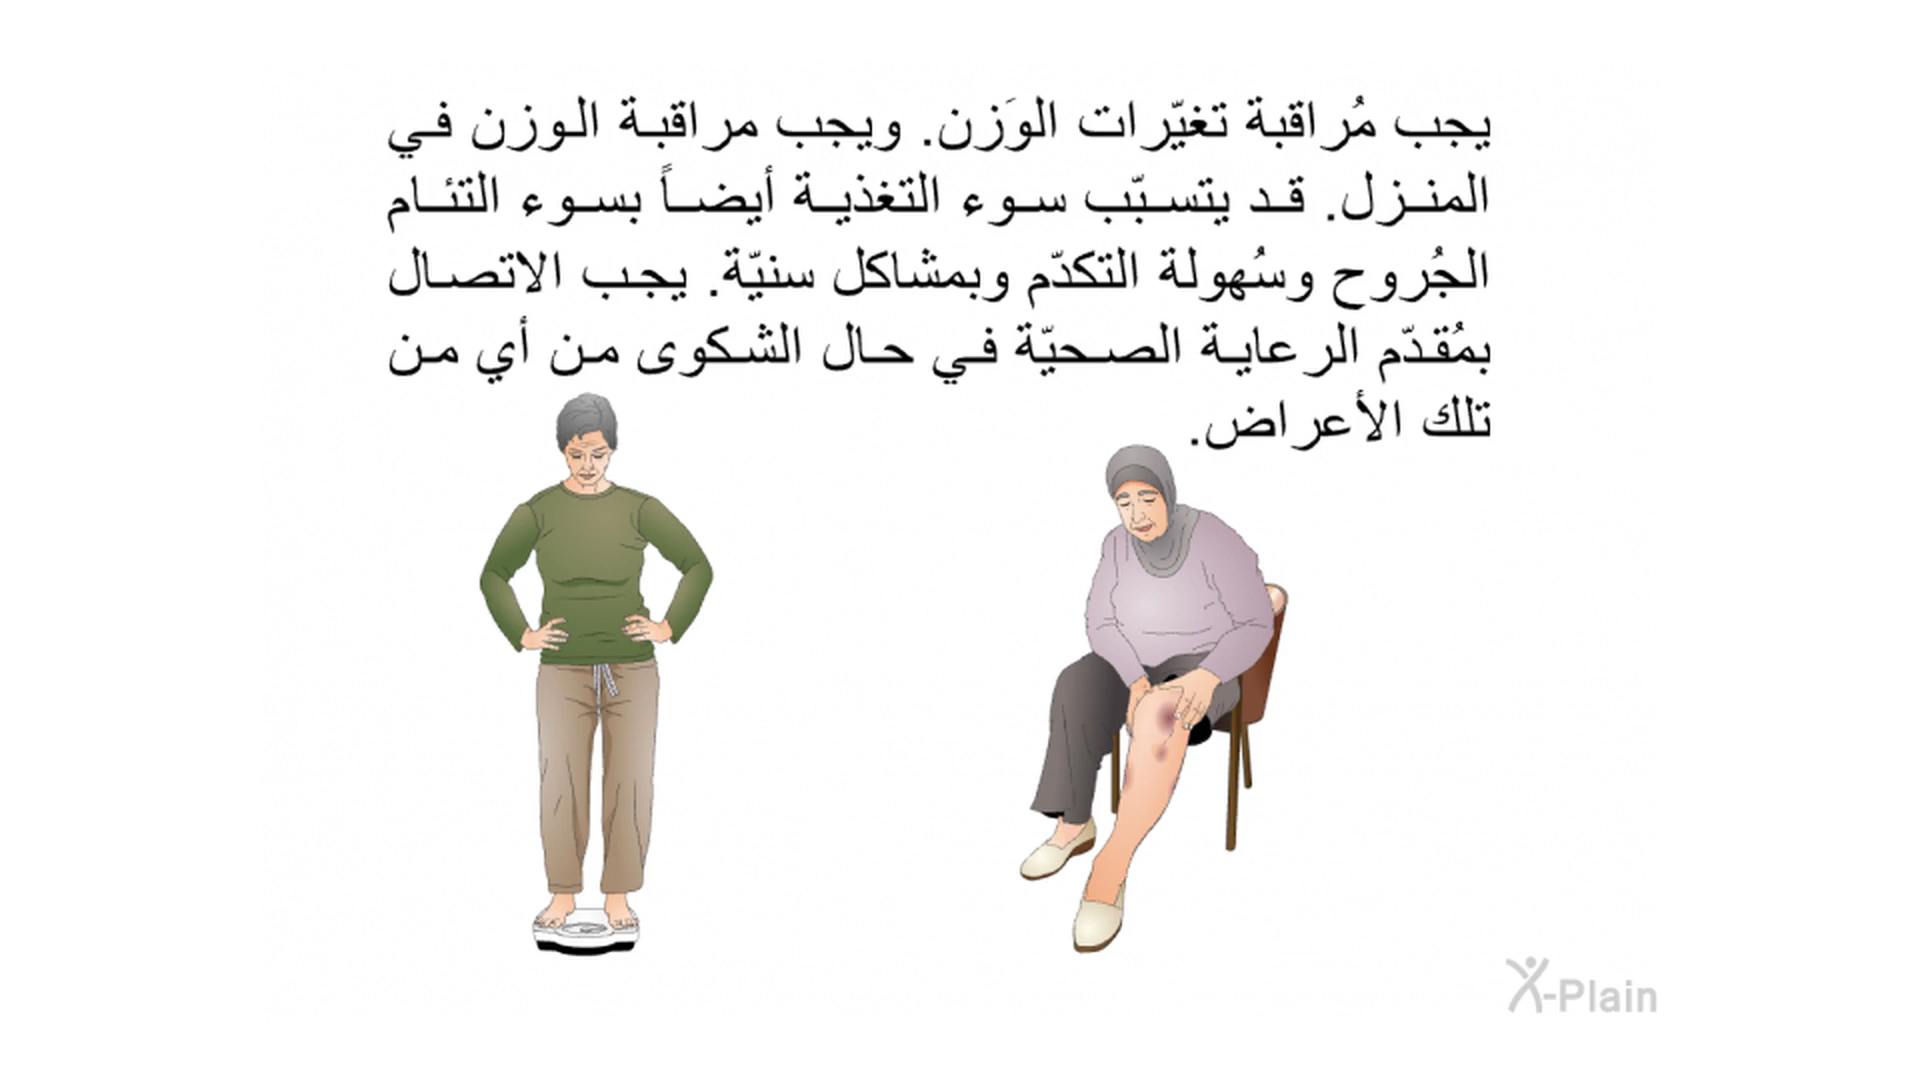 يجب مُراقبة تغيّرات الوَزن. ويجب مراقبة الوزن في
المنزل. قد يتسبّب سوء التغذية أيضاً بسوء التئام
الجُروح وسُهولة التكدّم وبمشاكل سنيّة. يجب الاتصال
بمُقدّم الرعاية الصحيّة في حال الشكوى من أي من
تلك الأعراض.
X-Plain